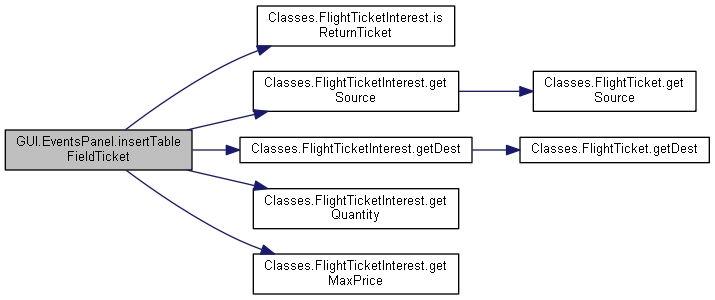 Classes.FlightTicketInterest.is
ReturnTicket
Classes.FlightTicketInterest.get
Source
Classes.FlightTicket.get
Source
GUI.EventsPanel.insertTable
FieldTicket
Classes.FlightTicketInterest.getDest
Classes.FlightTicket.getDest
Classes.FlightTicketInterest.get
Quantity
Classes.FlightTicketInterest.get
MaxPrice